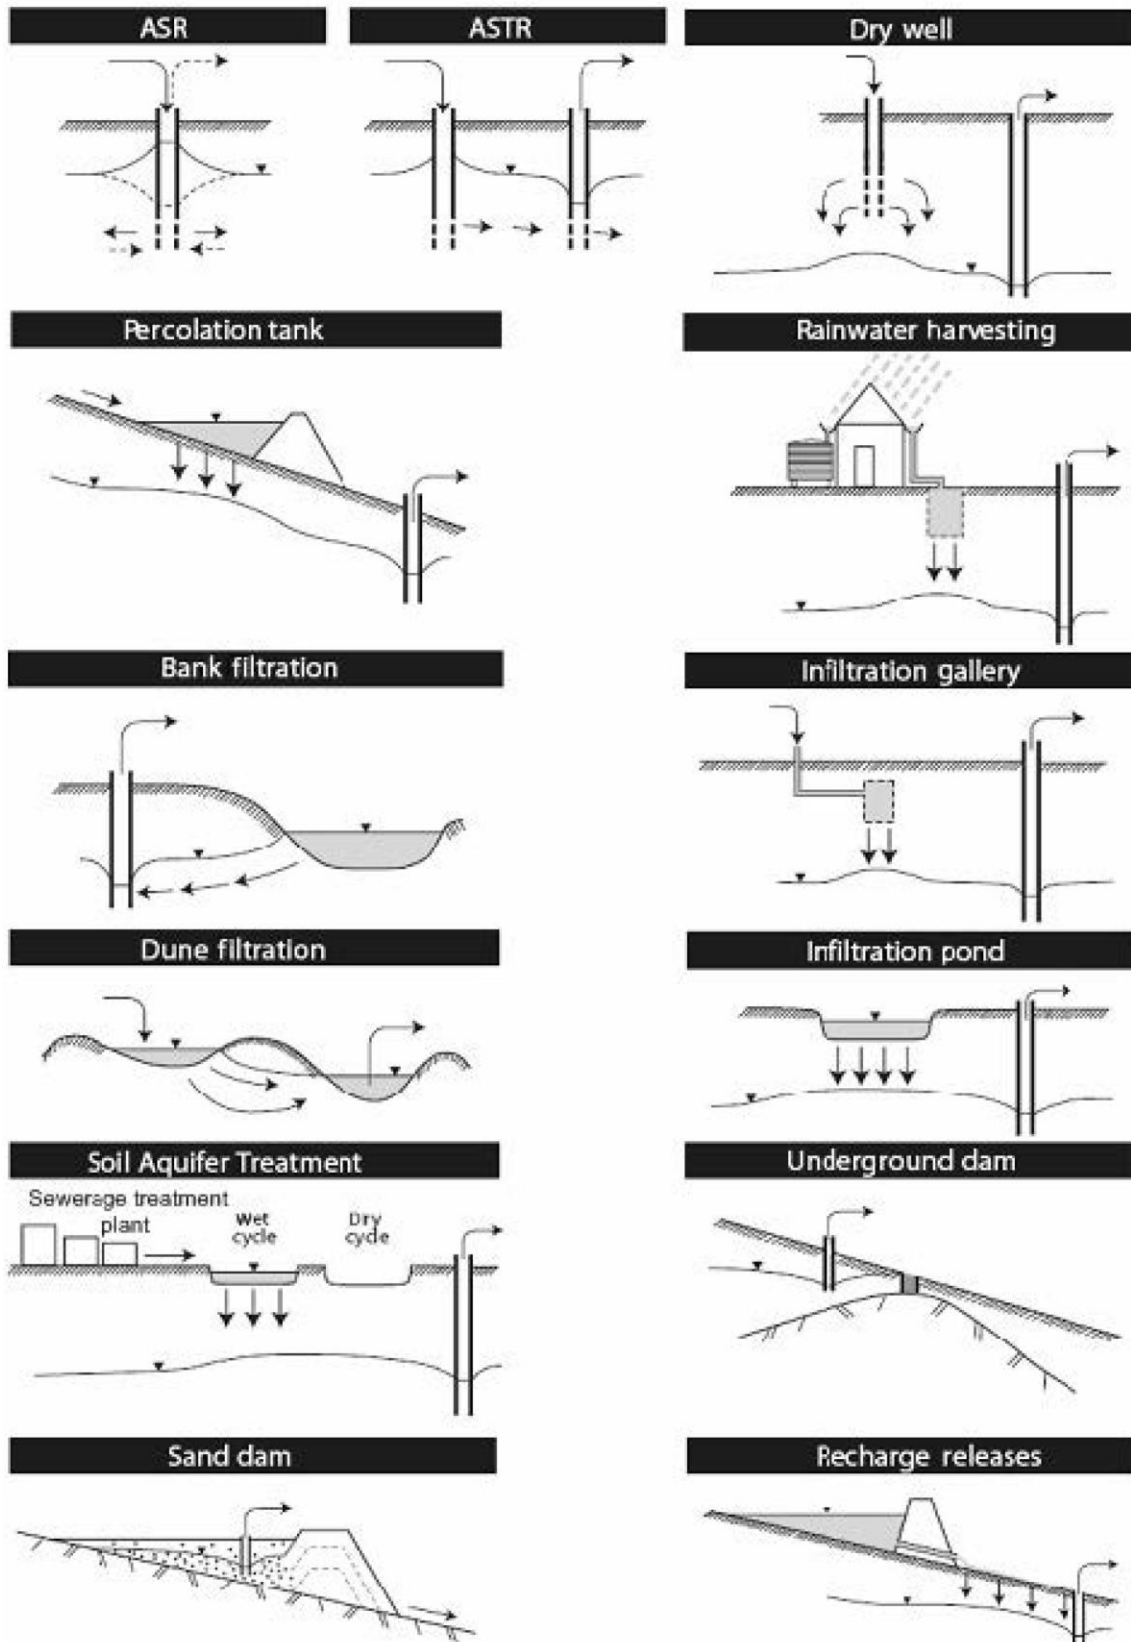 ASR
ASTR
Dry well
Percolation tank
Rainwater harvesting
Bank filtration
Infiltration gallery
Dune filtration
Infiltration pond
Soil Aquifer Treatment
Underground dam
Sewerage treatment
plant
Wet
cycle
Dry
cycle
Sand dam
Recharge releases